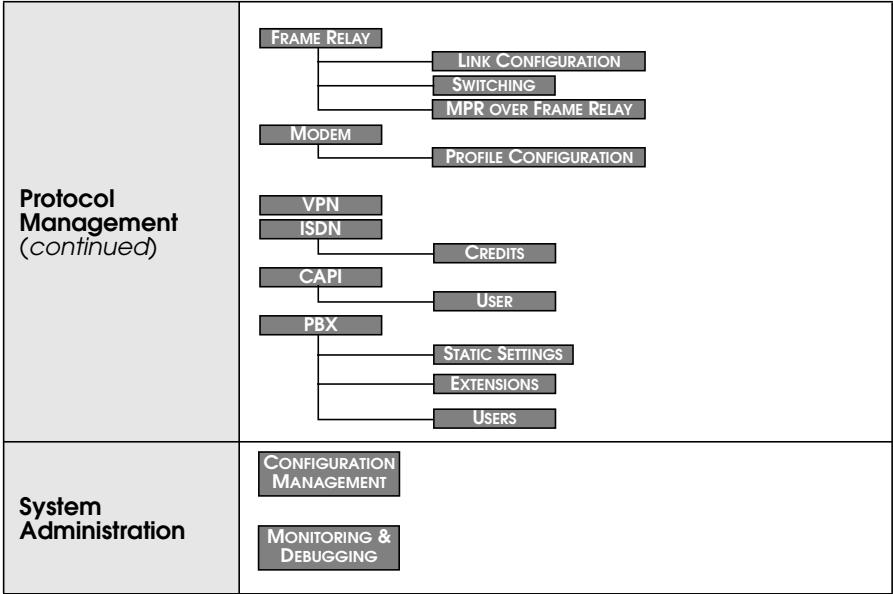 Protocol
Management
(continued)
FRAME RELAY
LINK CONFIGURATION
SWITCHING
MPR OVER FRAME RELAY
MODEM
PROFILE CONFIGURATION
VPN
ISDN
CREDITS
CAPI
USER
PBX
STATIC SETTINGS
EXTENSIONS
USERS
System
Administration
CONFIGURATION
MANAGEMENT
MONITORING &
DEBUGGING